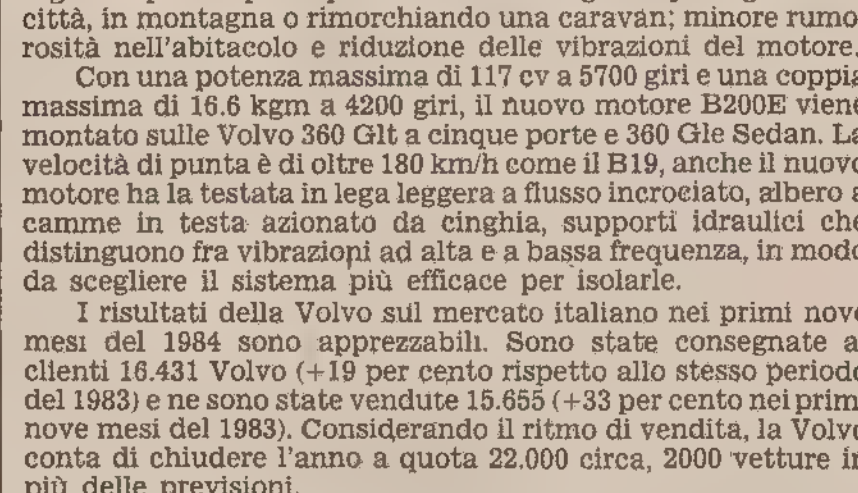 città, in montagna o rimorchiando una caravan; minore rumo
rosità nell'abitacolo e riduzione delle vibrazioni del motore.
Con una potenza massima di 117 cv a 5700 giri e una coppia
massima di 16.6 kgm a 4200 giri, il nuovo motore B200E viene
montato sulle Volvo 360 Glt a cinque porte e 360 Gle Sedan. La
velocità di punta è di oltre 180 km/h come il B19, anche il nuovo
motore ha la testata in lega leggera a flusso incrociato, albero a
camme in testa azionato da cinghia, supporti idraulici che
distinguono fra vibrazioni ad alta e a bassa frequenza, in modo
da scegliere il sistema più efficace per isolarle.
I risultati della Volvo sul mercato italiano nei primi nove
mesi del 1984 sono apprezzabili. Sono state consegnate a
clienti 16.431 Volvo (+19 per cento rispetto allo stesso periodo
del 1983) e ne sono state vendute 15.655 (+33 per cento nei primi
nove mesi del 1983). Considerando il ritmo di vendita, la Volvo
conta di chiudere l'anno a quota 22.000 circa, 2000 vetture in
più delle previsioni.